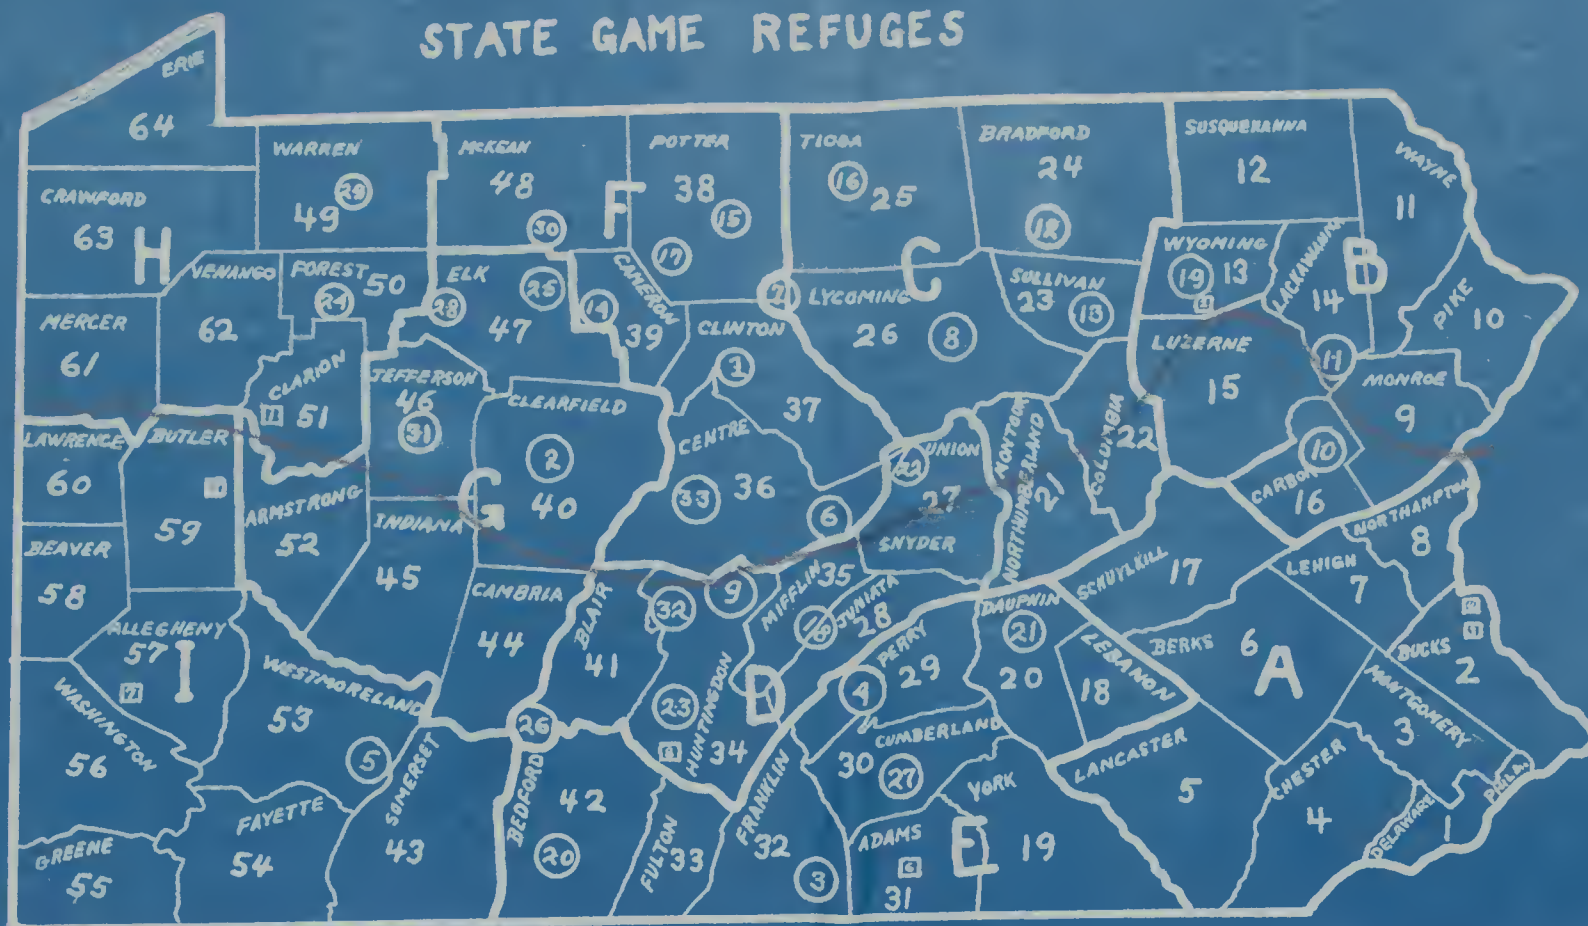 STATE GAME REFUGES
ERIE
64
WARREN
29
49
McKEAN
48
30
F
POTTER
38
15
17
TIOGA
16
25
BRADFORD
24
12
SUSQUEHANNA
12
WAYNE
11
CRAWFORD
63
H
VENANGO
62
FOREST
50
24
28
ELK
25
47
14
CAMERON
39
7
LYCOMING
C
26
8
SULLIVAN
23
13
WYOMING
19
13
LACKAWANNA
14
B
PIKE
10
MERCER
61
CLARION
51
JEFFERSON
46
31
CLEARFIELD
2
40
G
CLINTON
1
37
CENTRE
33
36
6
UNION
22
27
SNYDER
MONTOUR
NORTHUMBERLAND
21
COLUMBIA
22
LUZERNE
15
11
MONROE
9
10
CARBON
16
LAWRENCE
60
BUTLER
59
ARMSTRONG
52
INDIANA
45
BEAVER
58
ALLEGHENY
57
2
I
WESTMORELAND
53
5
CAMBRIA
44
BLAIR
41
32
9
MIFFLIN
35
18
JUNIATA
28
PERRY
29
4
DAUPHIN
21
20
SCHUYLKILL
17
LEBANON
18
BERKS
6
A
LEHIGH
7
NORTHAMPTON
8
BUCKS
2
WASHINGTON
56
GREENE
55
FAYETTE
54
SOMERSET
43
26
BEDFORD
42
20
FULTON
33
23
HUNTINGDON
34
D
FRANKLIN
32
3
CUMBERLAND
30
27
ADAMS
6
31
E
YORK
19
LANCASTER
5
CHESTER
4
MANTGOMERY
3
DELAWARE
1
PHILA.